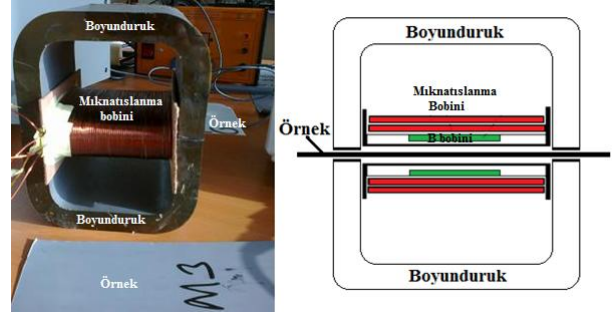 Boyunduruk
Mıknatıslanma
bobini
Örnek
Boyunduruk
Örnek
M3
Boyunduruk
Mıknatıslanma
Bobini
Örnek
B bobini
Boyunduruk